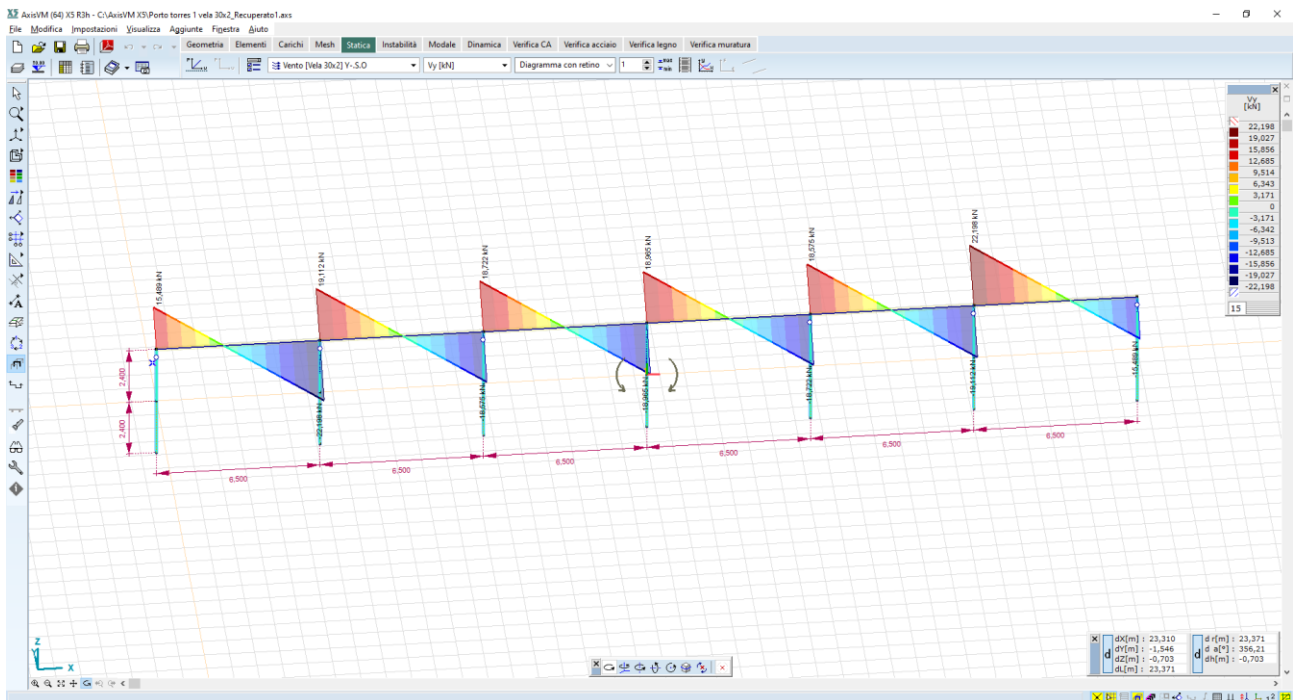 AxisVM (64) X5 R3h - C:\AxisVM X5\Porto torres 1 vela 30x2_Recuperato1.axs
File Modifica Impostazioni Visualizza Aggiunte Finestra Aiuto
Geometria Elementi Carichi Mesh Statica Instabilità Modale Dinamica Verifica CA Verifica acciaio Verifica legno Verifica muratura
Vento [Vela 30x2] Y-.S.O Vy [kN] Diagramma con retino 1
Vy
[kN]
22,198
19,027
15,856
12,685
9,514
6,343
3,171
0
-3,171
-6,342
-9,513
-12,685
-15,856
-19,027
-22,198
15
15,489 kN
19,112 kN
18,722 kN
18,965 kN
18,575 kN
22,198 kN
-22,198 kN
-18,575 kN
-18,965 kN
-18,722 kN
-19,112 kN
-15,489 kN
2,400
2,400
6,500
6,500
6,500
6,500
6,500
6,500
Z
Y
X
d
dX[m] : 23,310
dY[m] : -1,546
dZ[m] : -0,703
dL[m] : 23,371
d
d r[m] : 23,371
d a[°] : 356,21
dh[m] : -0,703